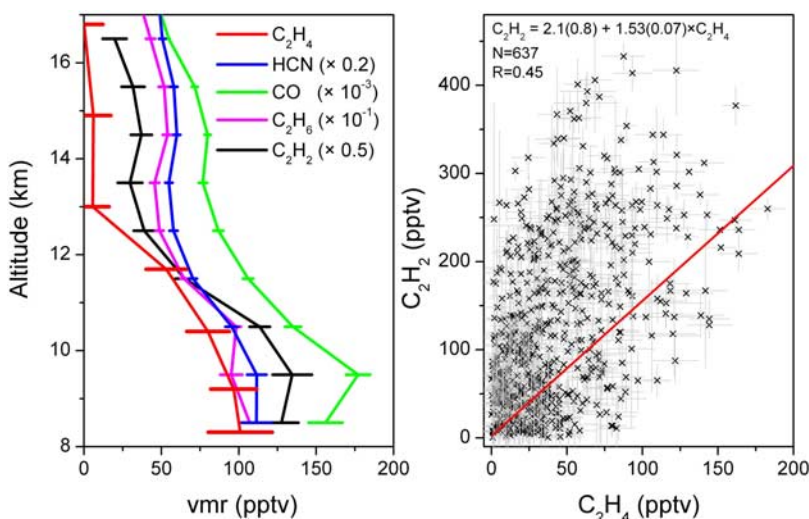 C₂H₄
HCN (× 0.2)
CO (× 10⁻³)
C₂H₆ (× 10⁻¹)
C₂H₂ (× 0.5)
16
14
12
10
8
Altitude (km)
0 50 100 150 200
vmr (pptv)
C₂H₂ = 2.1(0.8) + 1.53(0.07)×C₂H₄
N=637
R=0.45
400
300
200
100
0
C₂H₂ (pptv)
0 50 100 150 200
C₂H₄ (pptv)